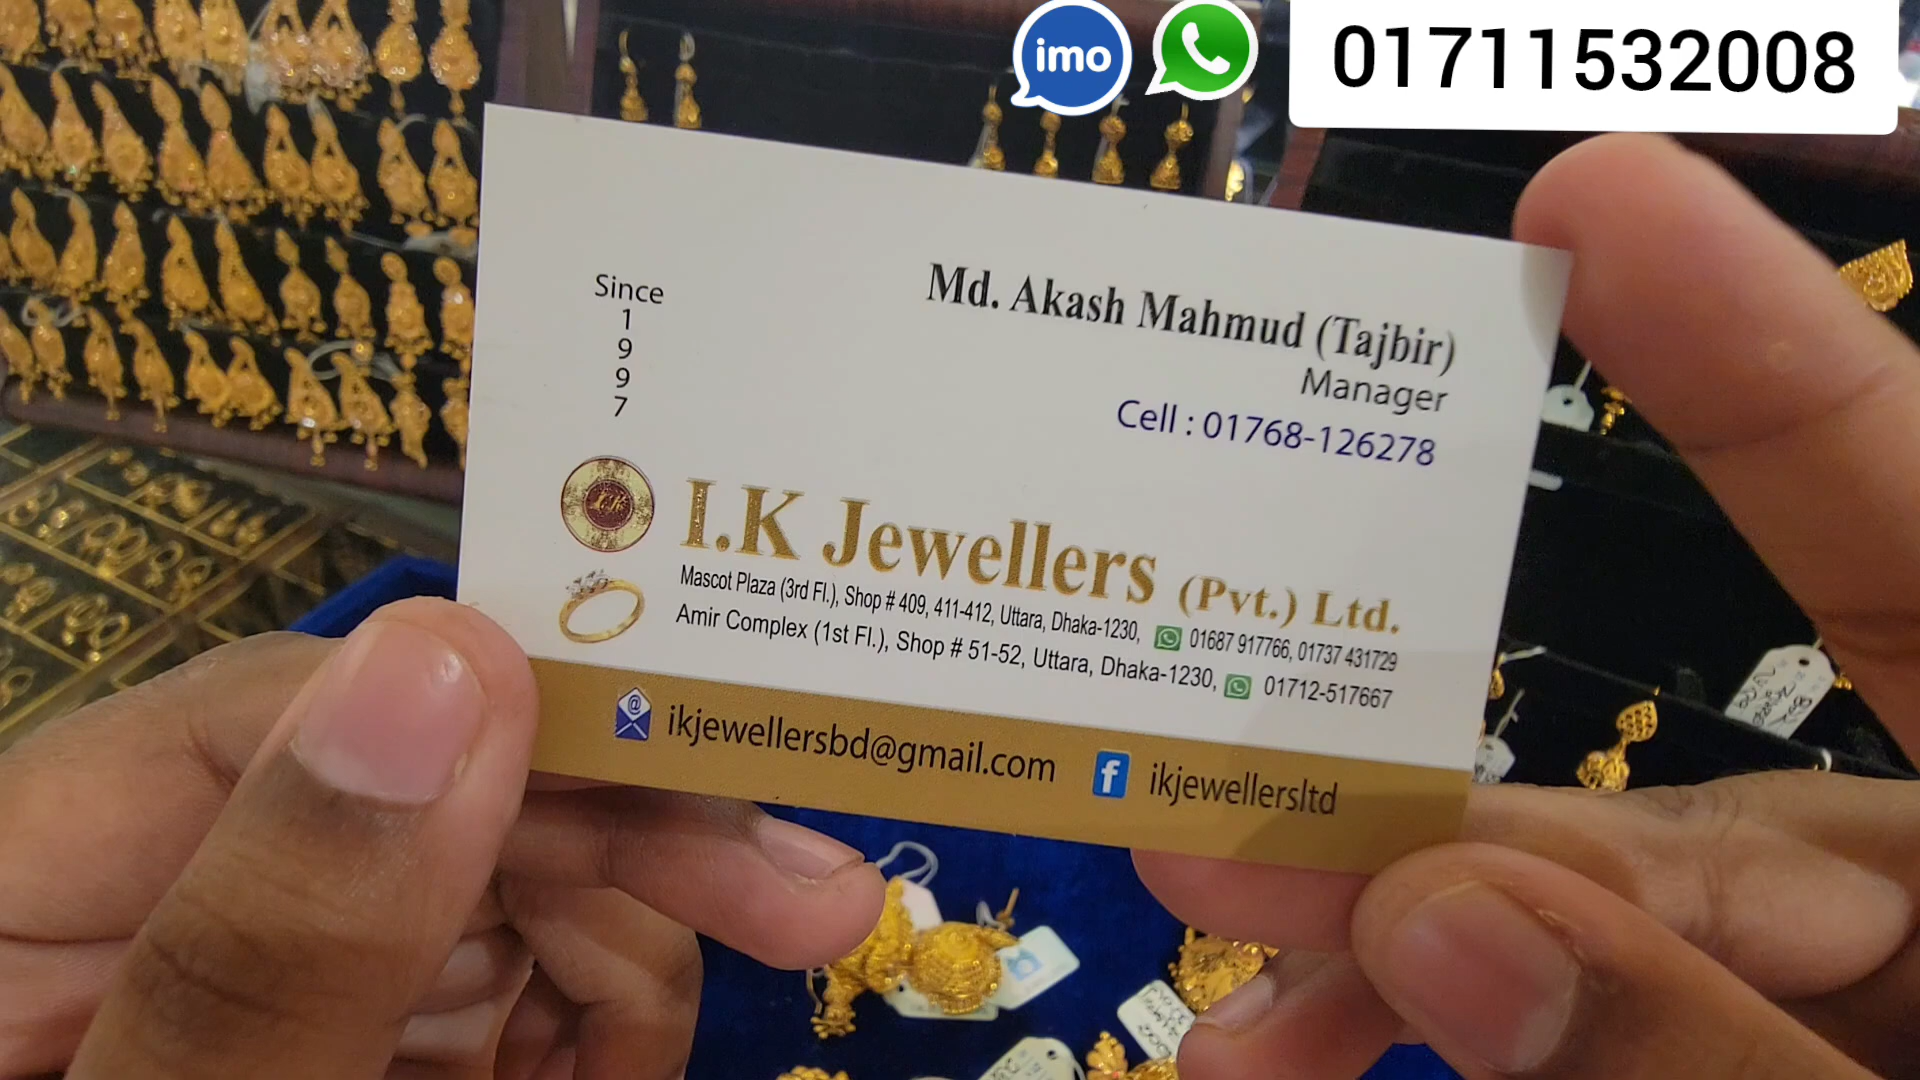 imo
01711532008
Since
1
9
9
7
Md. Akash Mahmud (Tajbir)
Manager
Cell : 01768-126278
I.K
I.K Jewellers (Pvt.) Ltd.
Mascot Plaza (3rd Fl.), Shop # 409, 411-412, Uttara, Dhaka-1230, 01687 917766, 01737 431729
Amir Complex (1st Fl.), Shop # 51-52, Uttara, Dhaka-1230, 01712-517667
@
ikjewellersbd@gmail.com f ikjewellersltd